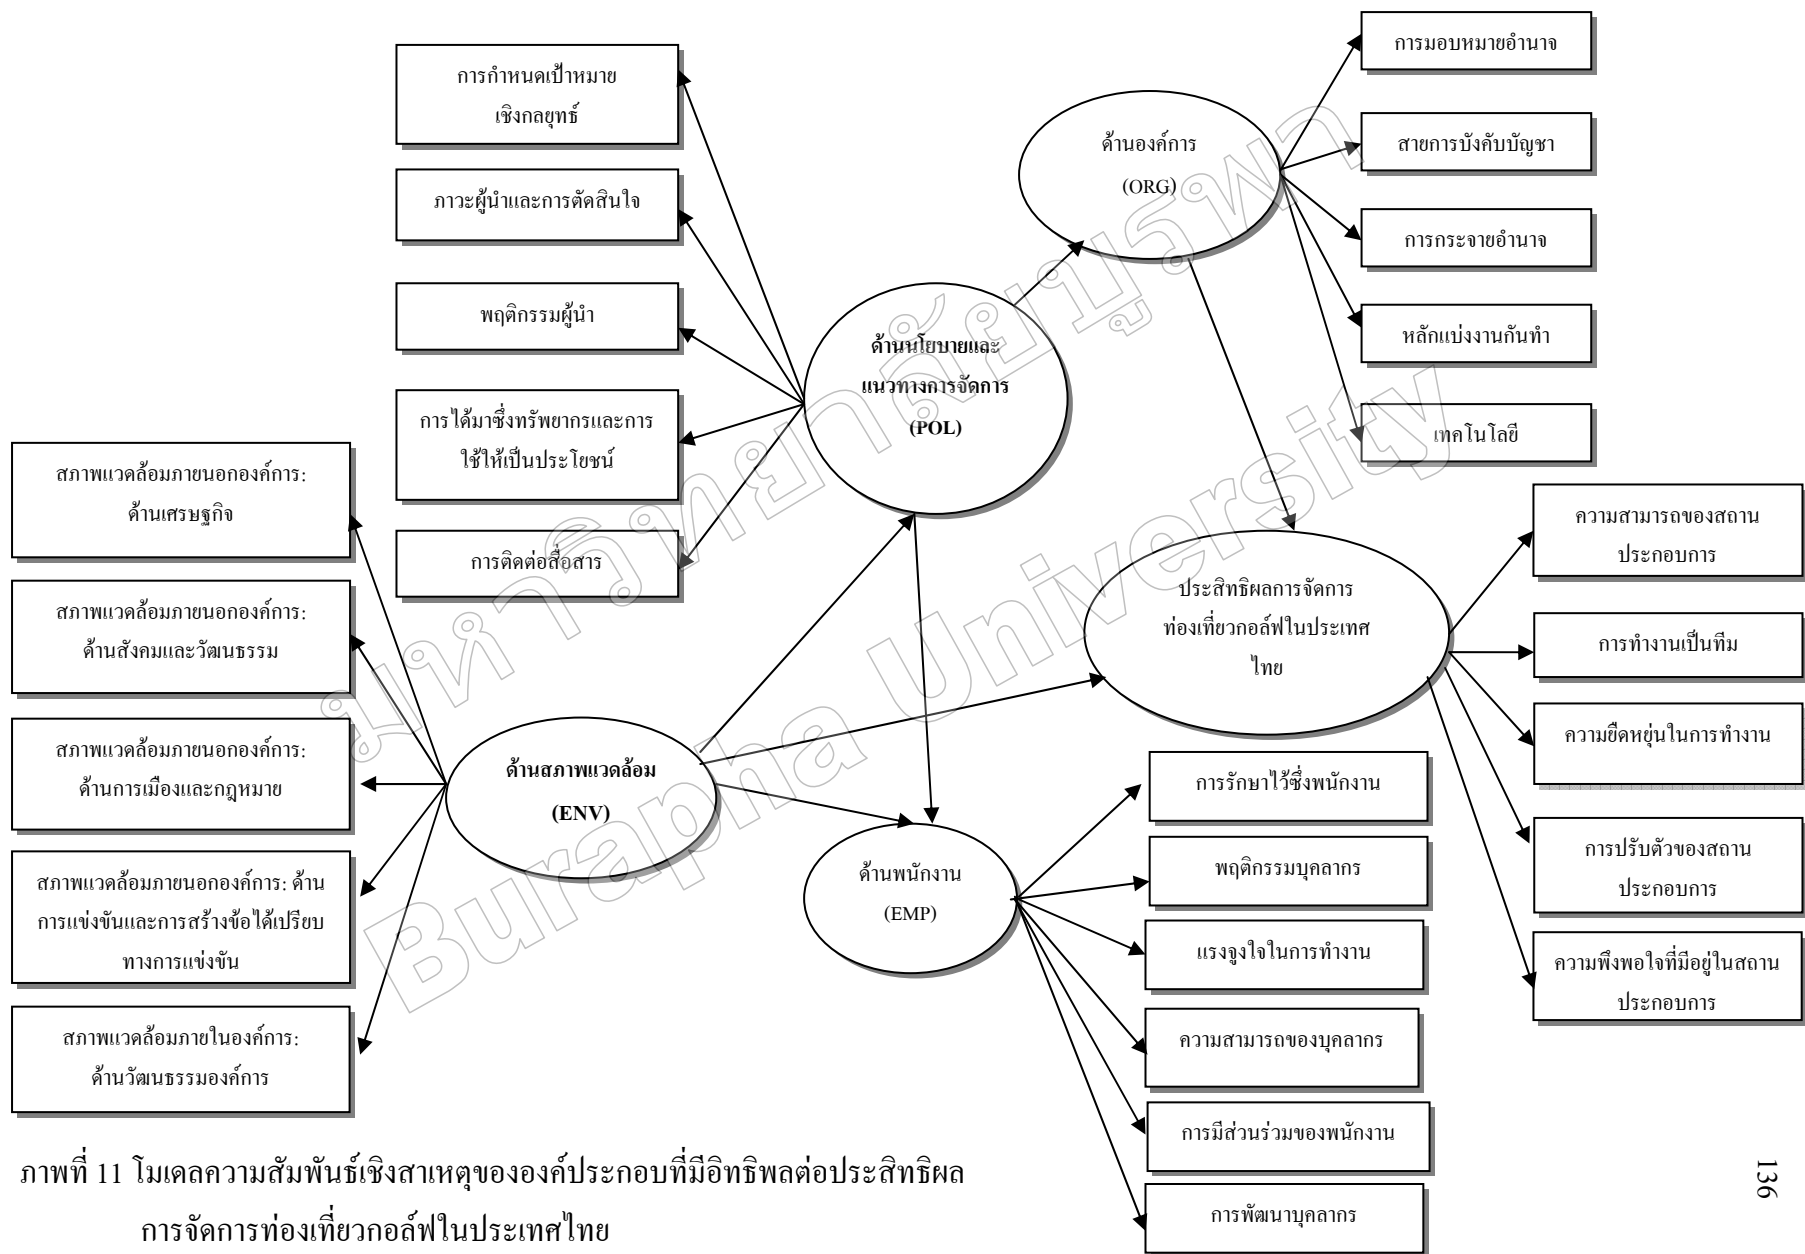 การกำหนดเป้าหมาย
เชิงกลยุทธ์
ภาวะผู้นำและการตัดสินใจ
พฤติกรรมผู้นำ
การได้มาซึ่งทรัพยากรและการ
ใช้ให้เป็นประโยชน์
การติดต่อสื่อสาร
ด้านองค์การ
(ORG)
การมอบหมายอำนาจ
สายการบังคับบัญชา
การกระจายอำนาจ
หลักแบ่งงานกันทำ
เทคโนโลยี
ด้านนโยบายและ
แนวทางการจัดการ
(POL)
สภาพแวดล้อมภายนอกองค์การ:
ด้านเศรษฐกิจ
สภาพแวดล้อมภายนอกองค์การ:
ด้านสังคมและวัฒนธรรม
สภาพแวดล้อมภายนอกองค์การ:
ด้านการเมืองและกฎหมาย
สภาพแวดล้อมภายนอกองค์การ: ด้าน
การแข่งขันและการสร้างข้อได้เปรียบ
ทางการแข่งขัน
สภาพแวดล้อมภายในองค์การ:
ด้านวัฒนธรรมองค์การ
ด้านสภาพแวดล้อม
(ENV)
ประสิทธิผลการจัดการ
ท่องเที่ยวกอล์ฟในประเทศ
ไทย
ความสามารถของสถาน
ประกอบการ
การทำงานเป็นทีม
ความยืดหยุ่นในการทำงาน
การปรับตัวของสถาน
ประกอบการ
ความพึงพอใจที่มีอยู่ในสถาน
ประกอบการ
ด้านพนักงาน
(EMP)
การรักษาไว้ซึ่งพนักงาน
พฤติกรรมบุคลากร
แรงจูงใจในการทำงาน
ความสามารถของบุคลากร
การมีส่วนร่วมของพนักงาน
การพัฒนาบุคลากร
มหาวิทยาลัยบูรพา
Burapha University
ภาพที่ 11 โมเดลความสัมพันธ์เชิงสาเหตุขององค์ประกอบที่มีอิทธิพลต่อประสิทธิผล
การจัดการท่องเที่ยวกอล์ฟในประเทศไทย
136